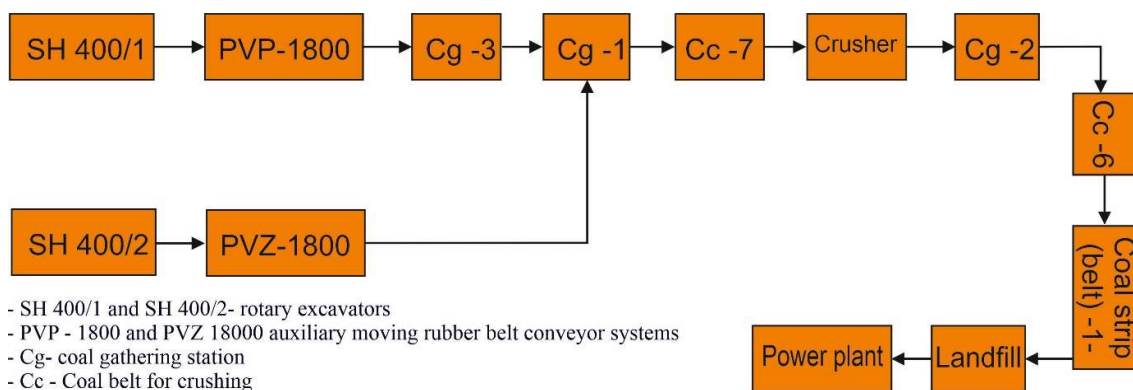 SH 400/1
PVP-1800
Cg -3
Cg -1
Cc -7
Crusher
Cg -2
Cc -6
SH 400/2
PVZ-1800
Coal strip
(belt) -1-
Landfill
Power plant
- SH 400/1 and SH 400/2- rotary excavators
- PVP - 1800 and PVZ 18000 auxiliary moving rubber belt conveyor systems
- Cg- coal gathering station
- Cc - Coal belt for crushing